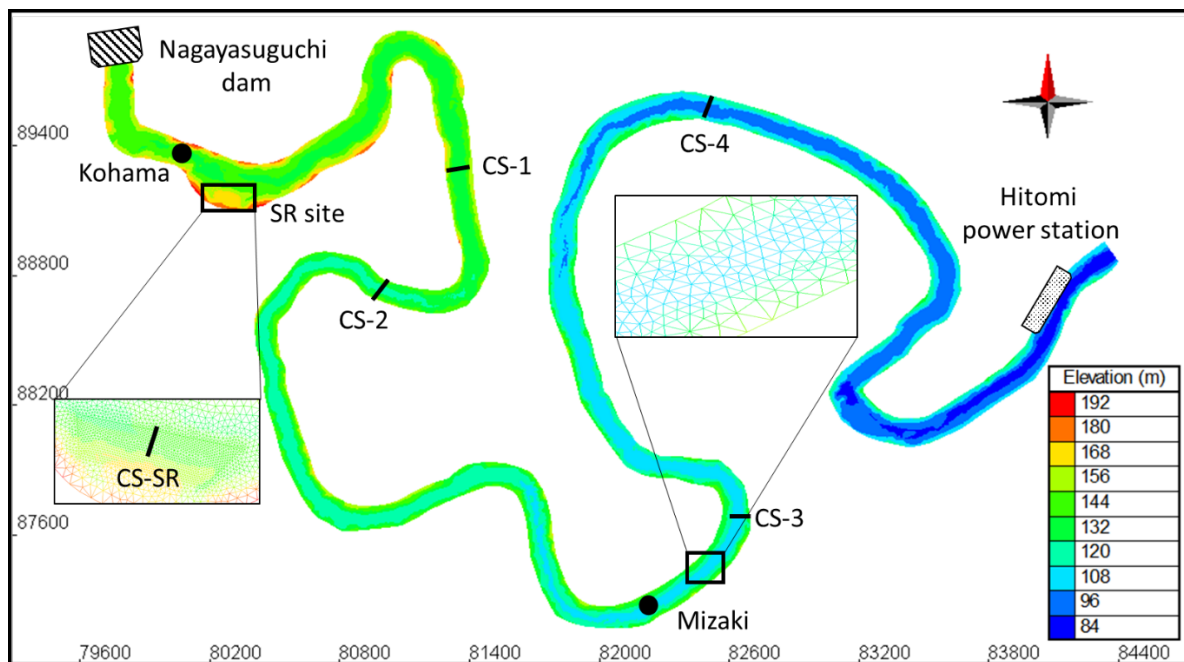 Nagayasuguchi
dam
89400
Kohama
CS-1
CS-4
SR site
Hitomi
power station
88800
CS-2
88200
CS-SR
87600
CS-3
Mizaki
Elevation (m)
192
180
168
156
144
132
120
108
96
84
79600 80200 80800 81400 82000 82600 83200 83800 84400